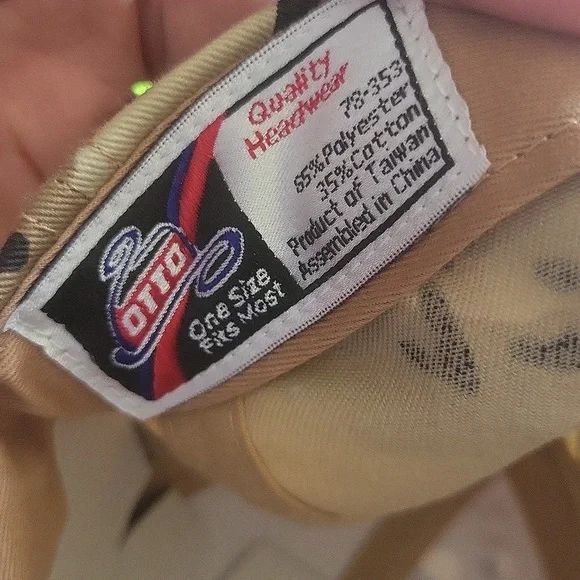 OTTO
One Size
Fits Most
Quality
Headwear
78-353
65% Polyester
35% Cotton
Product of Taiwan
Assembled in China